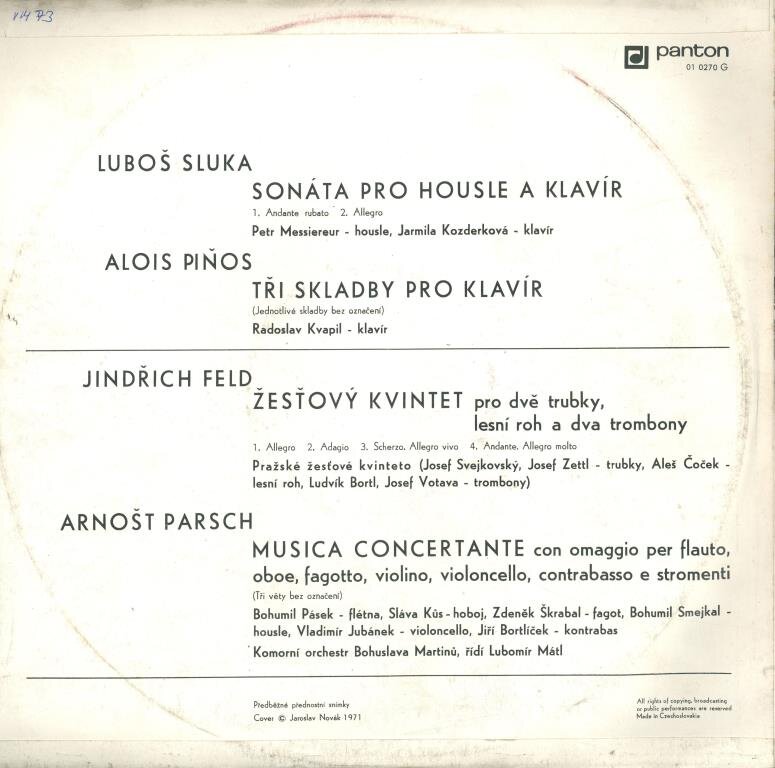 panton
01 0270 G
LUBOŠ SLUKA
SONÁTA PRO HOUSLE A KLAVÍR
1. Andante rubato 2. Allegro
Petr Messiereur - housle, Jarmila Kozderková - klavír
ALOIS PIŇOS
TŘI SKLADBY PRO KLAVÍR
(Jednotlivé skladby bez označení)
Radoslav Kvapil - klavír
JINDŘICH FELD
ŽESŤOVÝ KVINTET pro dvě trubky,
lesní roh a dva trombony
1. Allegro 2. Adagio 3. Scherzo. Allegro vivo 4. Andante. Allegro molto
Pražské žesťové kvinteto (Josef Svejkovský, Josef Zettl - trubky, Aleš Čoček -
lesní roh, Ludvík Bortl, Josef Votava - trombony)
ARNOŠT PARSCH
MUSICA CONCERTANTE con omaggio per flauto,
oboe, fagotto, violino, violoncello, contrabasso e stromenti
(Tři věty bez označení)
Bohumil Pásek - flétna, Sláva Kůs - hoboj, Zdeněk Škrabal - fagot, Bohumil Smejkal -
housle, Vladimír Jubánek - violoncello, Jiří Bortlíček - kontrabas
Komorní orchestr Bohuslava Martinů, řídí Lubomír Mátl
Předběžné přednostní snímky
Cover © Jaroslav Novák 1971
All rights of copying, broadcasting
or public performances are reserved
Made in Czechoslovakia